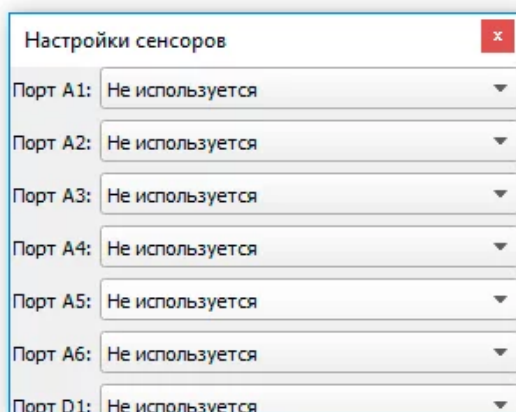 Настройки сенсоров x
Порт A1: Не используется
Порт A2: Не используется
Порт A3: Не используется
Порт A4: Не используется
Порт A5: Не используется
Порт A6: Не используется
Порт D1: Не используется